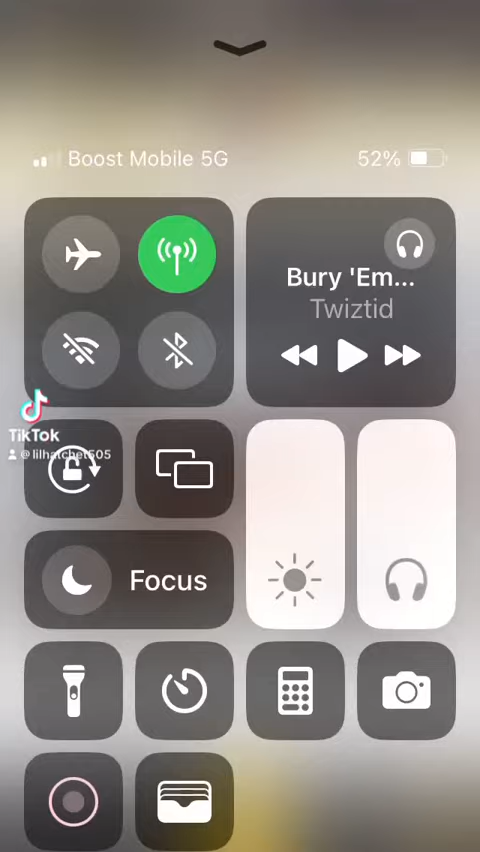 Boost Mobile 5G 52%
Bury 'Em...
Twiztid
TikTok
@lilhatchet505
Focus